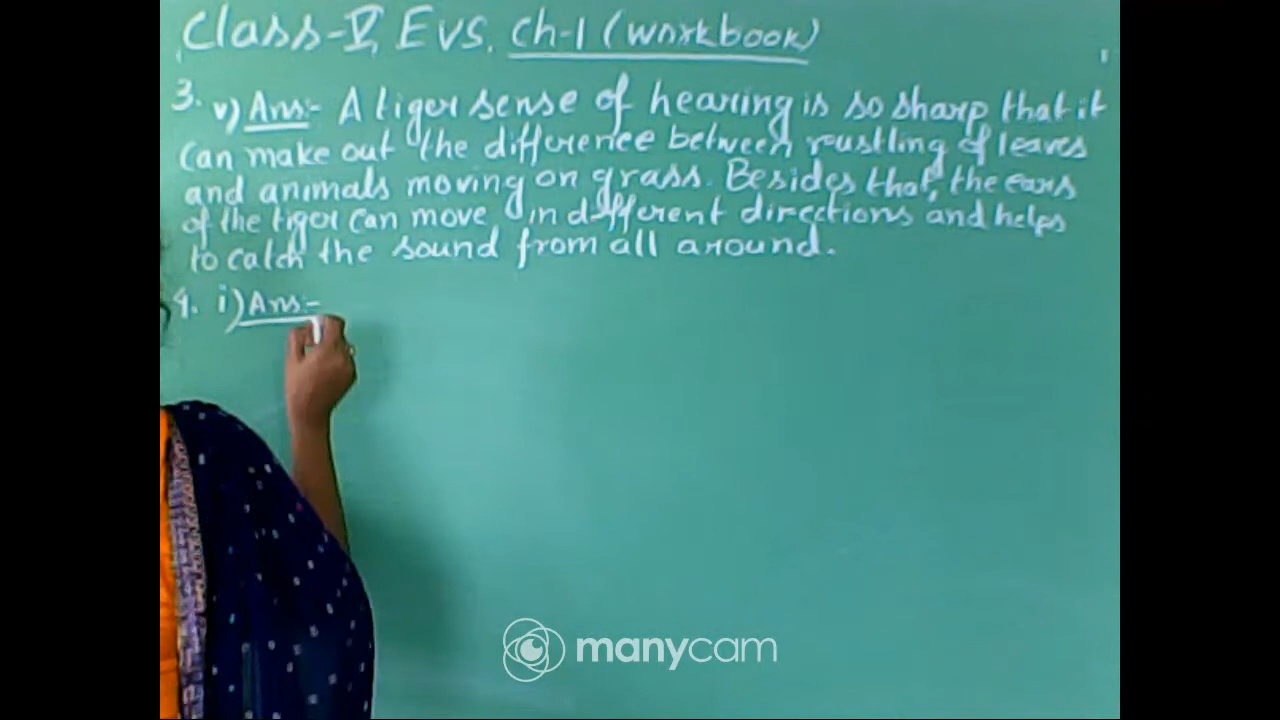 Class-V, EVS. Ch-1 (workbook)
3. v) Ans:- A tiger sense of hearing is so sharp that it
can make out the difference between rustling of leaves
and animals moving on grass. Besides that, the ears
of the tiger can move in different directions and helps
to catch the sound from all around.
4. i) Ans:-
manycam